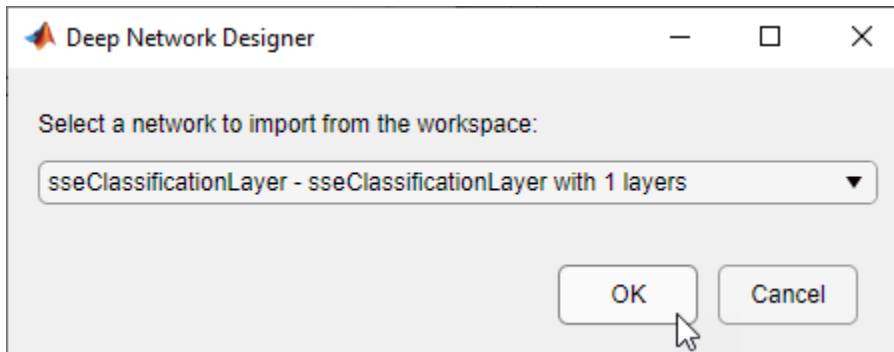 Deep Network Designer
Select a network to import from the workspace:
sseClassificationLayer - sseClassificationLayer with 1 layers
OK
Cancel